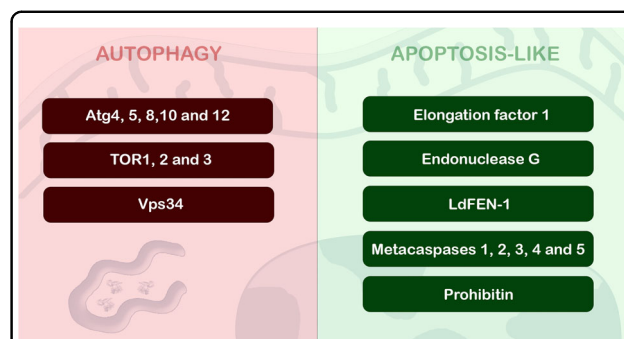 AUTOPHAGY
Atg4, 5, 8,10 and 12
TOR1, 2 and 3
Vps34
APOPTOSIS-LIKE
Elongation factor 1
Endonuclease G
LdFEN-1
Metacaspases 1, 2, 3, 4 and 5
Prohibitin